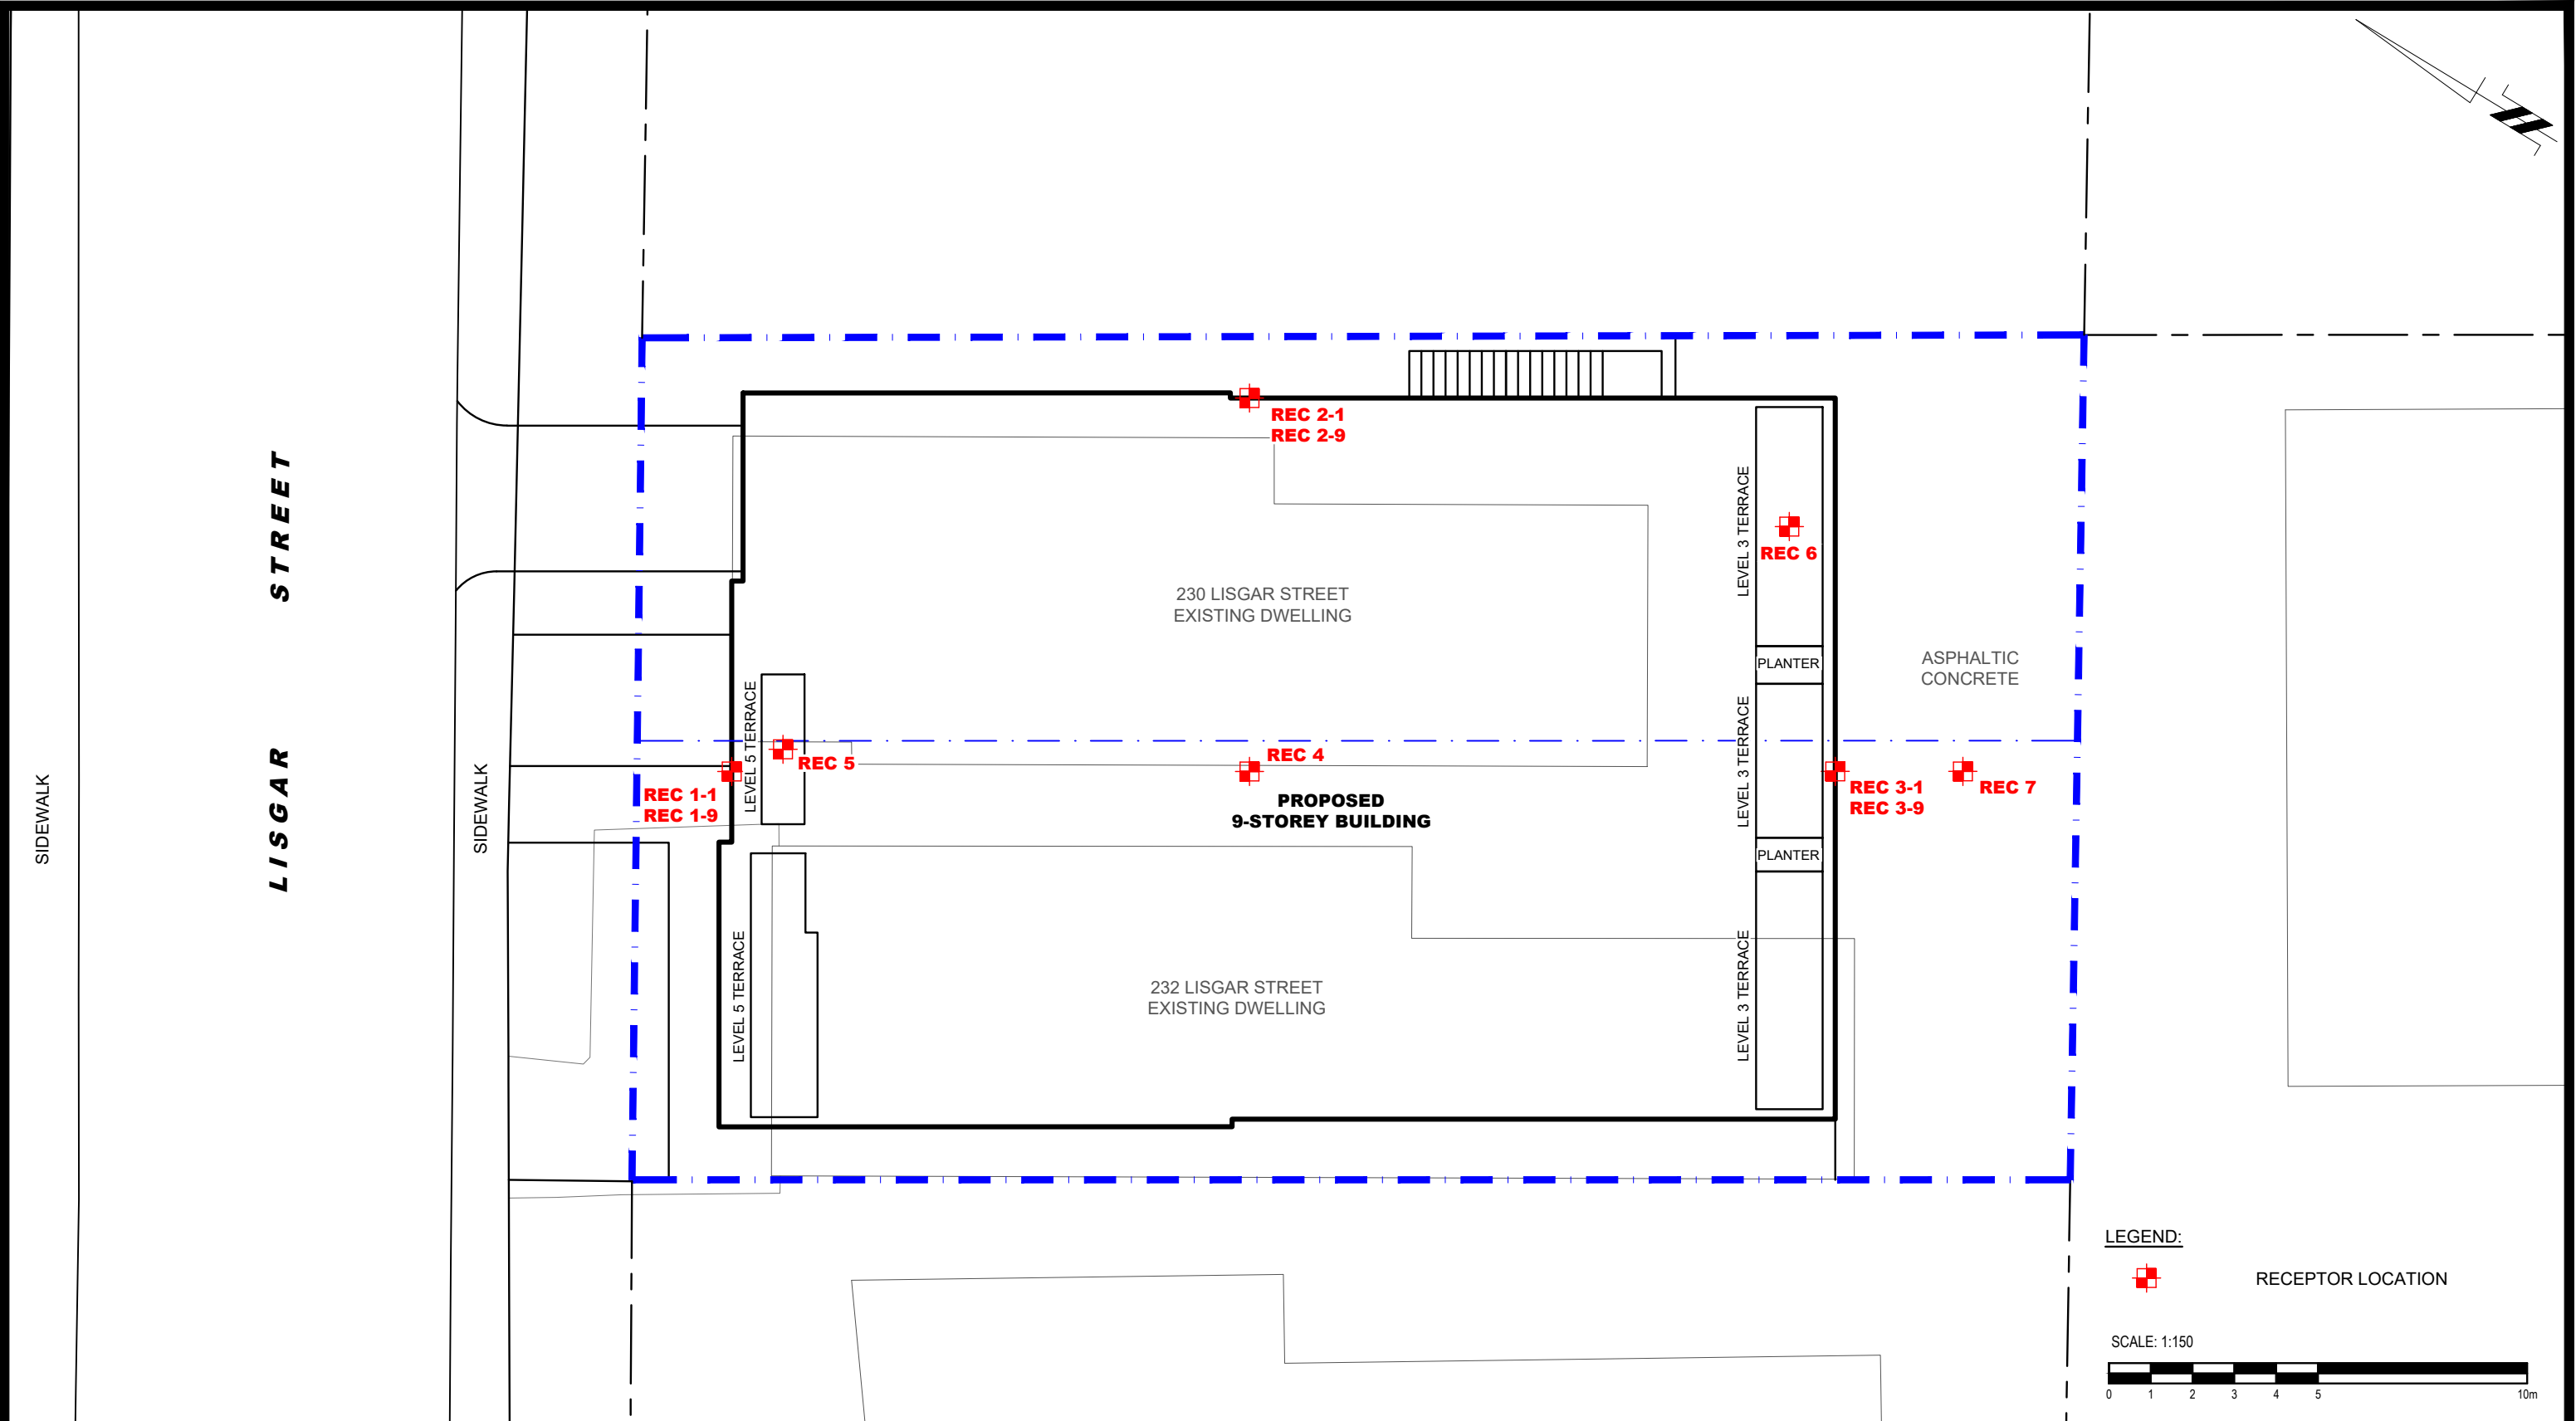 REC 2-1
REC 2-9
LEVEL 3 TERRACE
REC 6
230 LISGAR STREET
EXISTING DWELLING
PLANTER
ASPHALTIC
CONCRETE
LISGAR STREET
SIDEWALK
SIDEWALK
LEVEL 5 TERRACE
REC 5
REC 4
LEVEL 3 TERRACE
REC 1-1
REC 1-9
PROPOSED
9-STOREY BUILDING
REC 3-1
REC 3-9
REC 7
PLANTER
LEVEL 5 TERRACE
232 LISGAR STREET
EXISTING DWELLING
LEVEL 3 TERRACE
LEGEND:
RECEPTOR LOCATION
SCALE: 1:150
0 1 2 3 4 5 10m